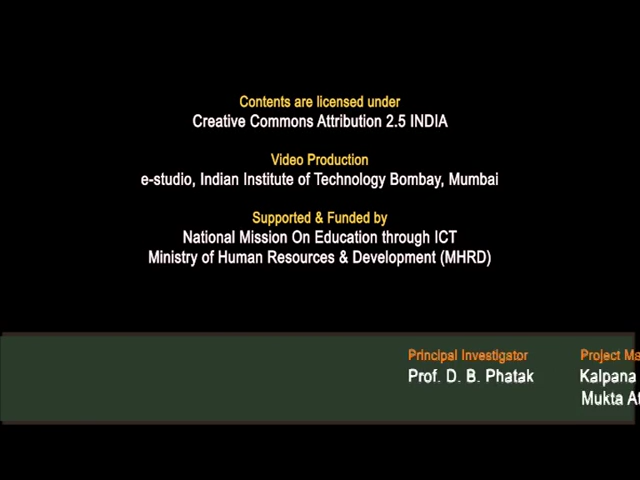 Contents are licensed under
Creative Commons Attribution 2.5 INDIA
Video Production
e-studio, Indian Institute of Technology Bombay, Mumbai
Supported & Funded by
National Mission On Education through ICT
Ministry of Human Resources & Development (MHRD)
Principal Investigator
Prof. D. B. Phatak
Project
Kalpana
Mukta